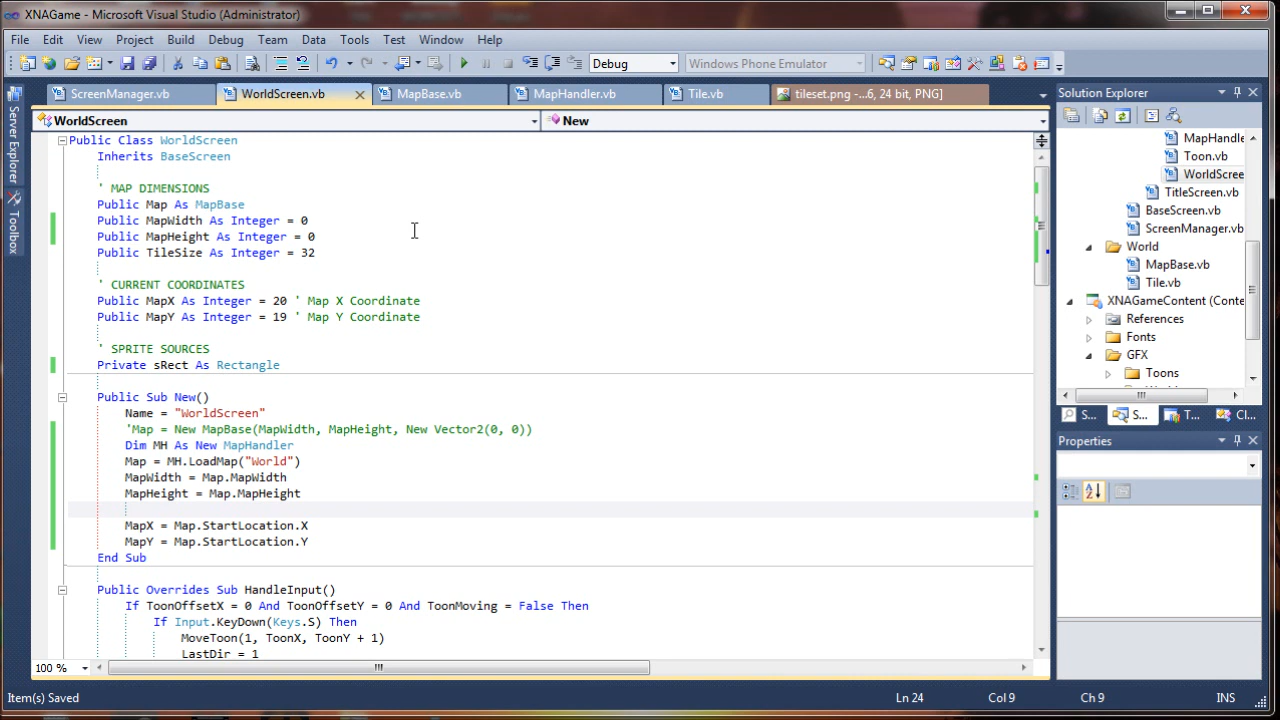 XNAGame - Microsoft Visual Studio (Administrator)
File Edit View Project Build Debug Team Data Tools Test Window Help
Debug Windows Phone Emulator
ScreenManager.vb WorldScreen.vb MapBase.vb MapHandler.vb Tile.vb tileset.png -...6, 24 bit, PNG]
WorldScreen New
Server Explorer
Toolbox
Public Class WorldScreen
Inherits BaseScreen
' MAP DIMENSIONS
Public Map As MapBase
Public MapWidth As Integer = 0
Public MapHeight As Integer = 0
Public TileSize As Integer = 32
' CURRENT COORDINATES
Public MapX As Integer = 20 ' Map X Coordinate
Public MapY As Integer = 19 ' Map Y Coordinate
' SPRITE SOURCES
Private sRect As Rectangle
Public Sub New()
Name = "WorldScreen"
'Map = New MapBase(MapWidth, MapHeight, New Vector2(0, 0))
Dim MH As New MapHandler
Map = MH.LoadMap("World")
MapWidth = Map.MapWidth
MapHeight = Map.MapHeight
MapX = Map.StartLocation.X
MapY = Map.StartLocation.Y
End Sub
Public Overrides Sub HandleInput()
If ToonOffsetX = 0 And ToonOffsetY = 0 And ToonMoving = False Then
If Input.KeyDown(Keys.S) Then
MoveToon(1, ToonX, ToonY + 1)
LastDir = 1
100 %
Solution Explorer
MapHandle
Toon.vb
WorldScree
TitleScreen.vb
BaseScreen.vb
ScreenManager.vb
World
MapBase.vb
Tile.vb
XNAGameContent (Conte
References
Fonts
GFX
Toons
S... S... T... Cl...
Properties
Item(s) Saved Ln 24 Col 9 Ch 9 INS